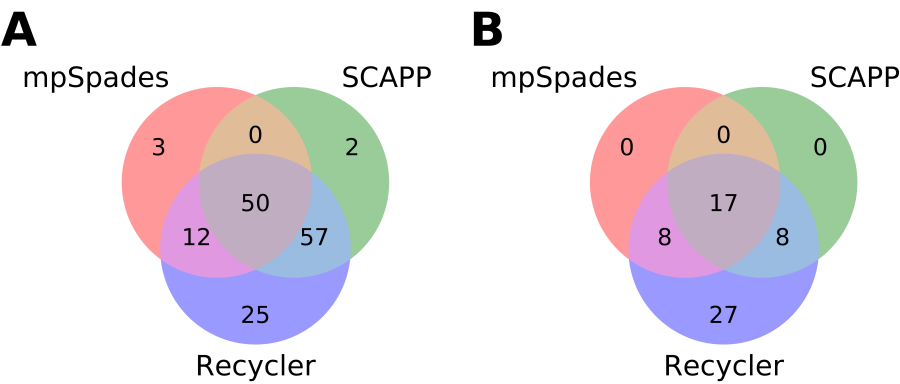 A
B
mpSpades
SCAPP
mpSpades
SCAPP
3
0
2
0
0
0
50
17
12
57
8
8
25
27
Recycler
Recycler